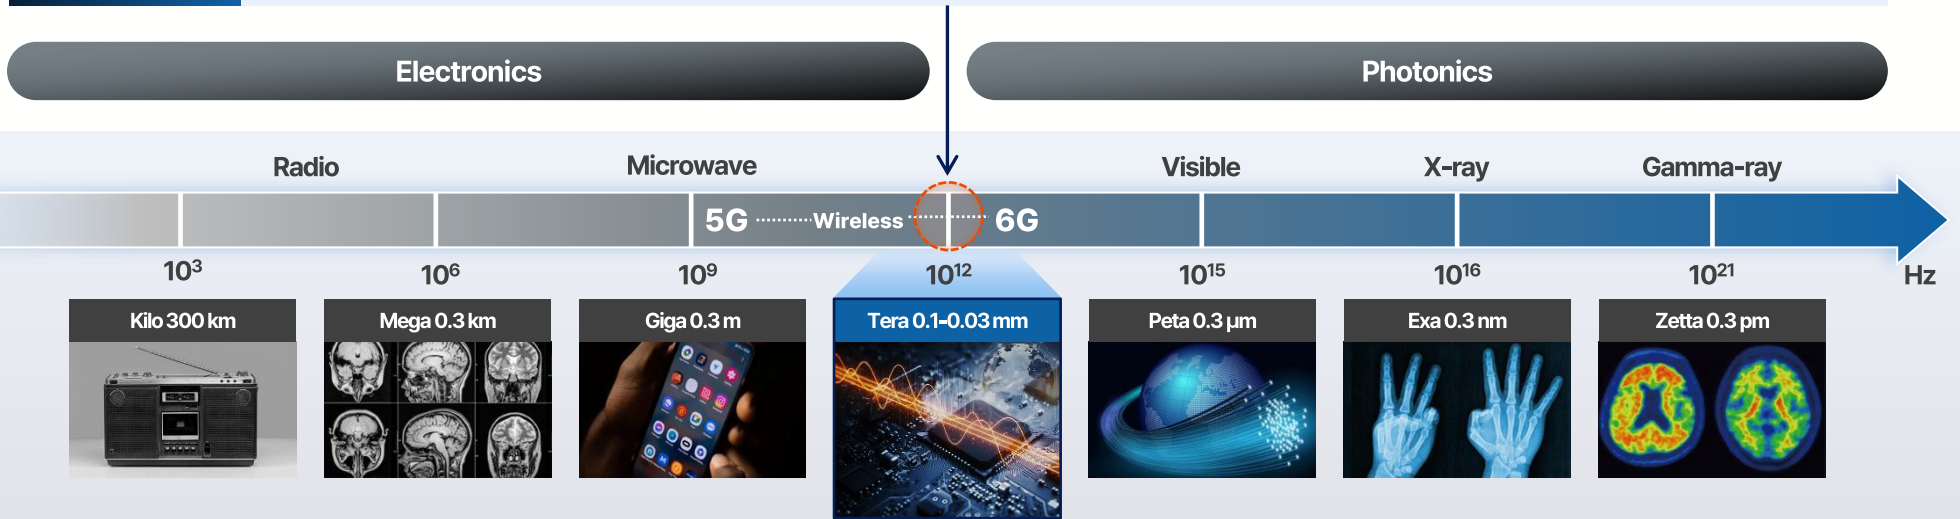 Electronics
Photonics
Radio
Microwave
Visible
X-ray
Gamma-ray
5G
Wireless
6G
10³
10⁶
10⁹
10¹²
10¹⁵
10¹⁶
10²¹
Hz
Kilo 300 km
Mega 0.3 km
Giga 0.3 m
Tera 0.1-0.03 mm
Peta 0.3 μm
Exa 0.3 nm
Zetta 0.3 pm